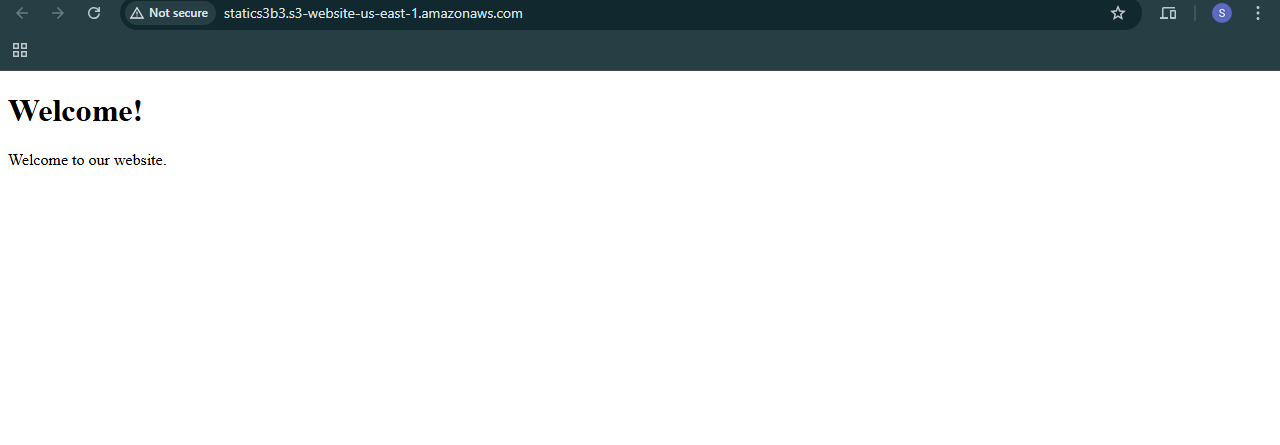 Not secure statics3b3.s3-website-us-east-1.amazonaws.com S
Welcome!
Welcome to our website.